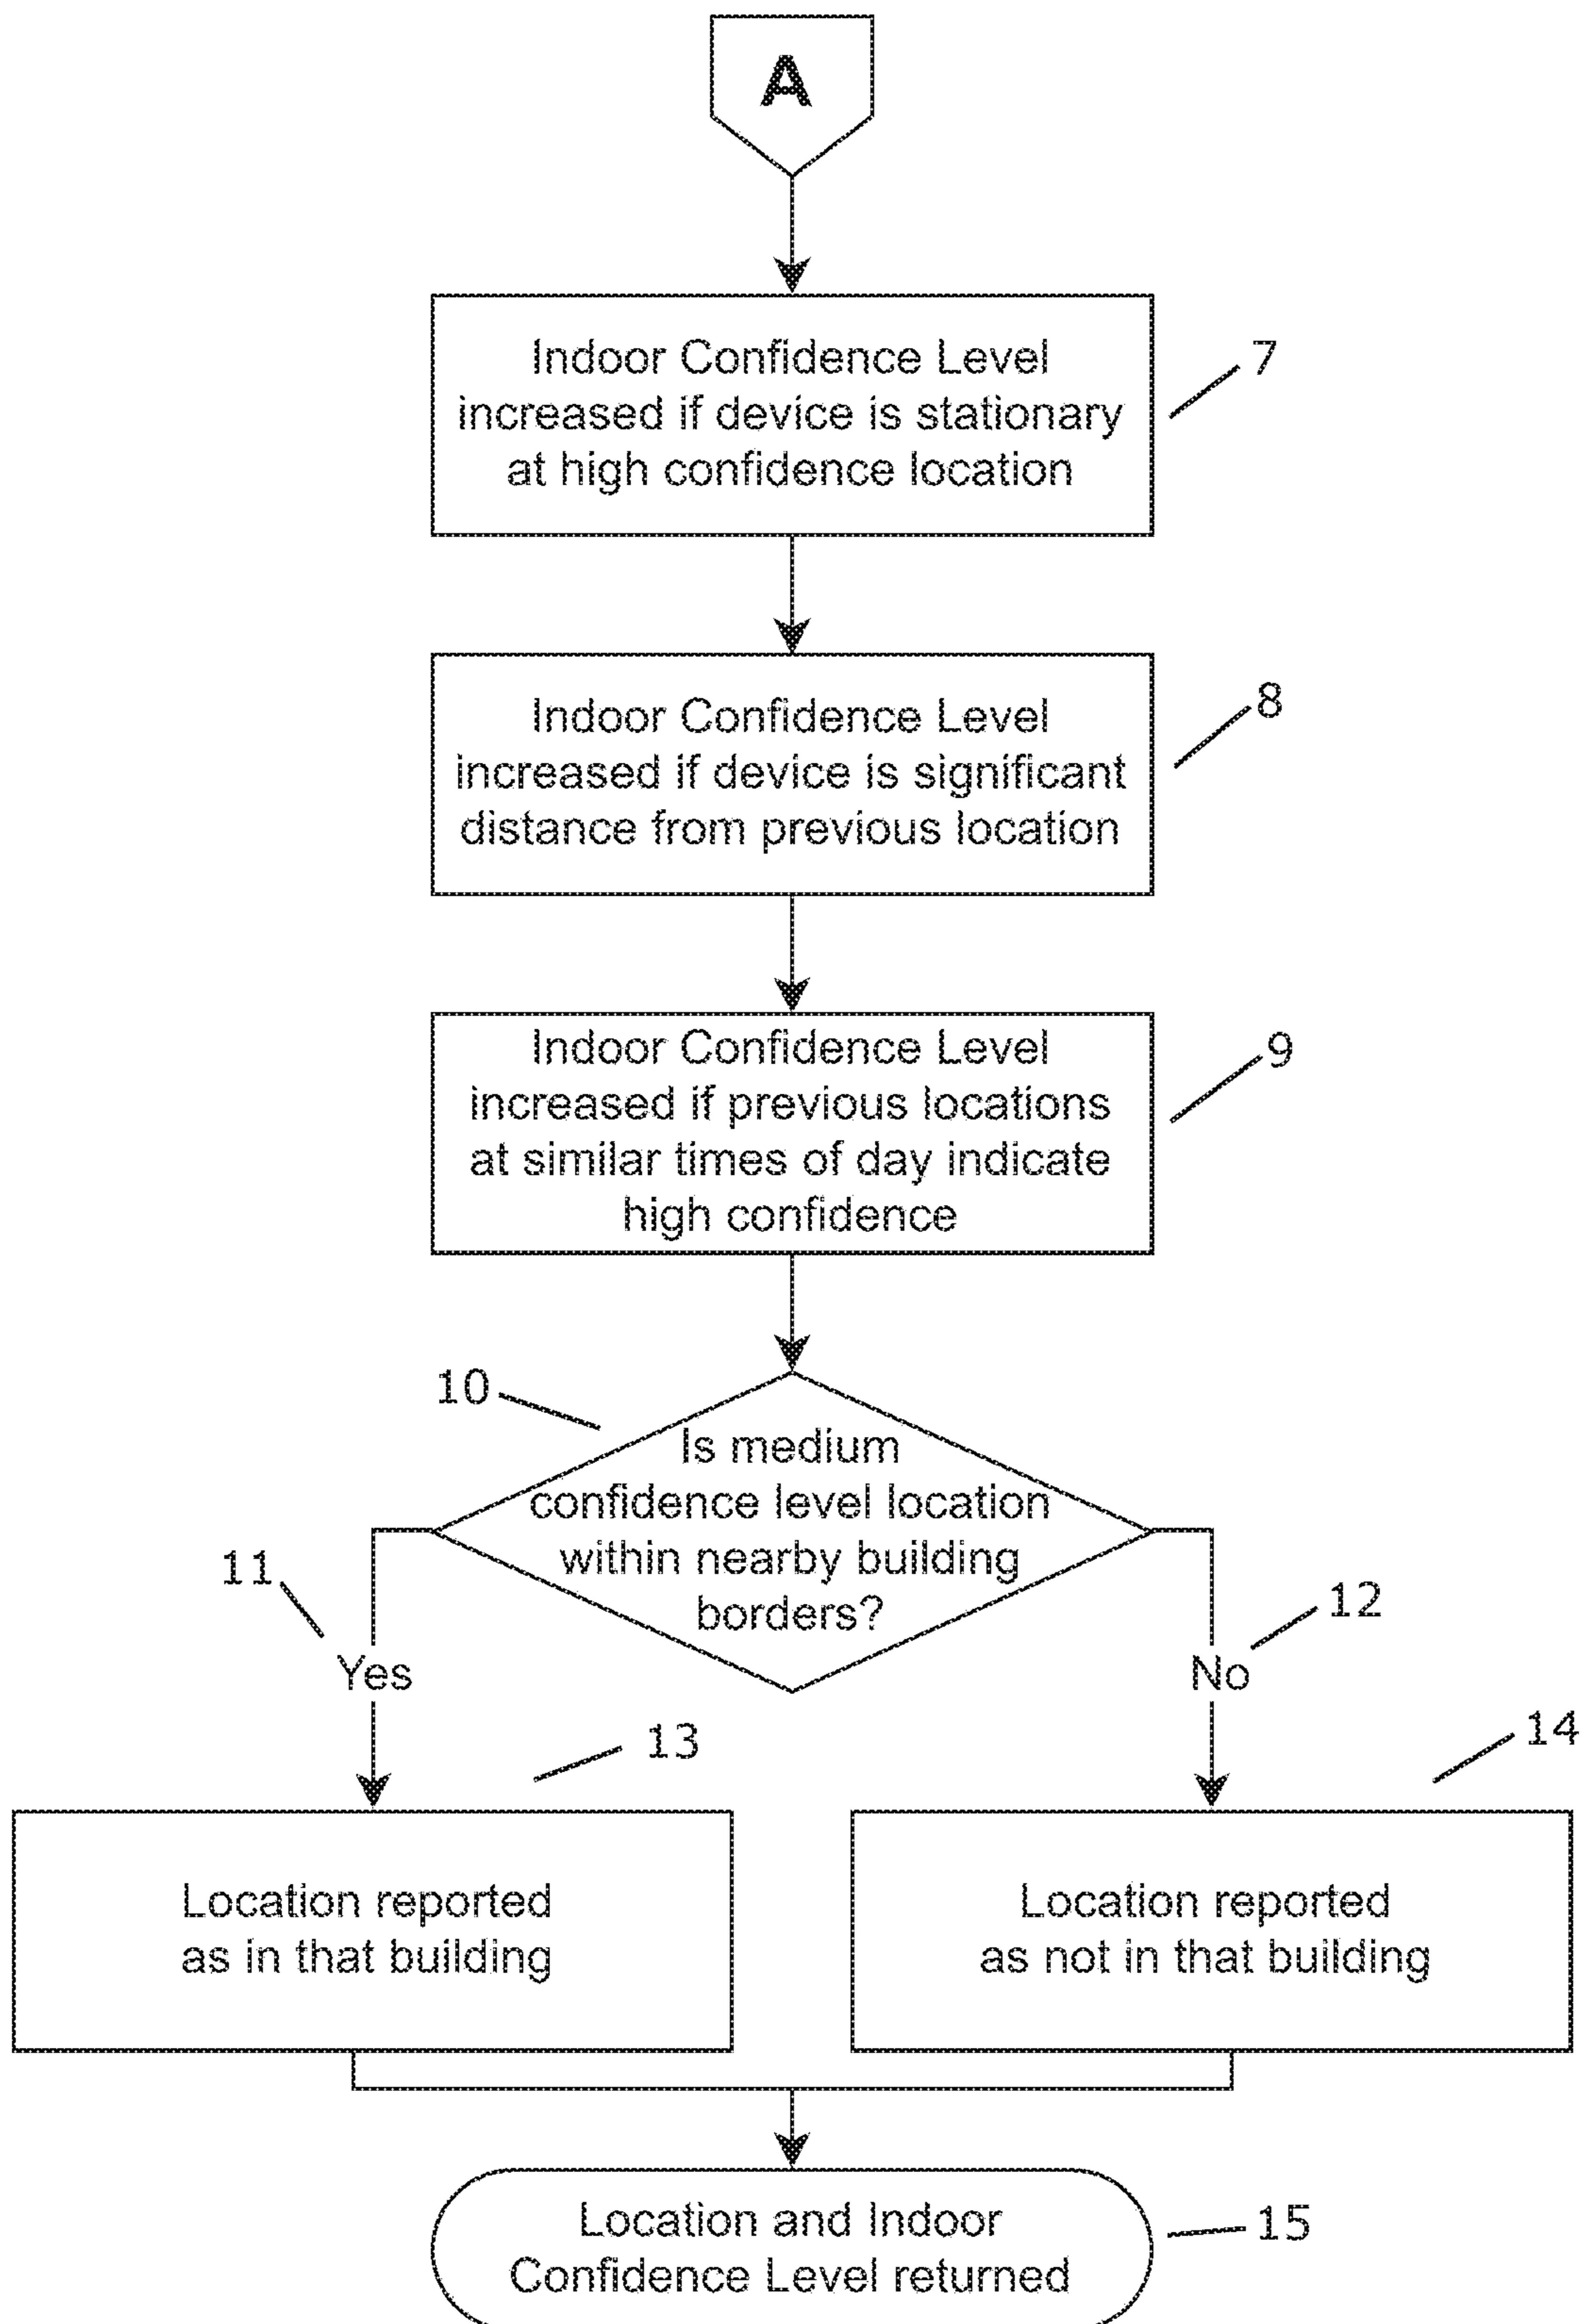 A
Indoor Confidence Level
increased if device is stationary
at high confidence location
7
Indoor Confidence Level
increased if device is significant
distance from previous location
8
Indoor Confidence Level
increased if previous locations
at similar times of day indicate
high confidence
9
10
Is medium
confidence level location
within nearby building
borders?
11
Yes
12
No
13
Location reported
as in that building
14
Location reported
as not in that building
Location and Indoor
Confidence Level returned
15